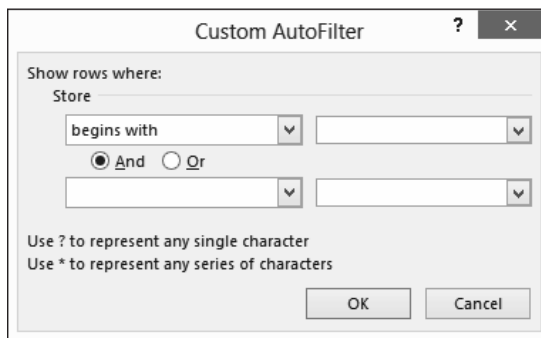 Custom AutoFilter ? ×
Show rows where:
Store
begins with
And Or
Use ? to represent any single character
Use * to represent any series of characters
OK Cancel